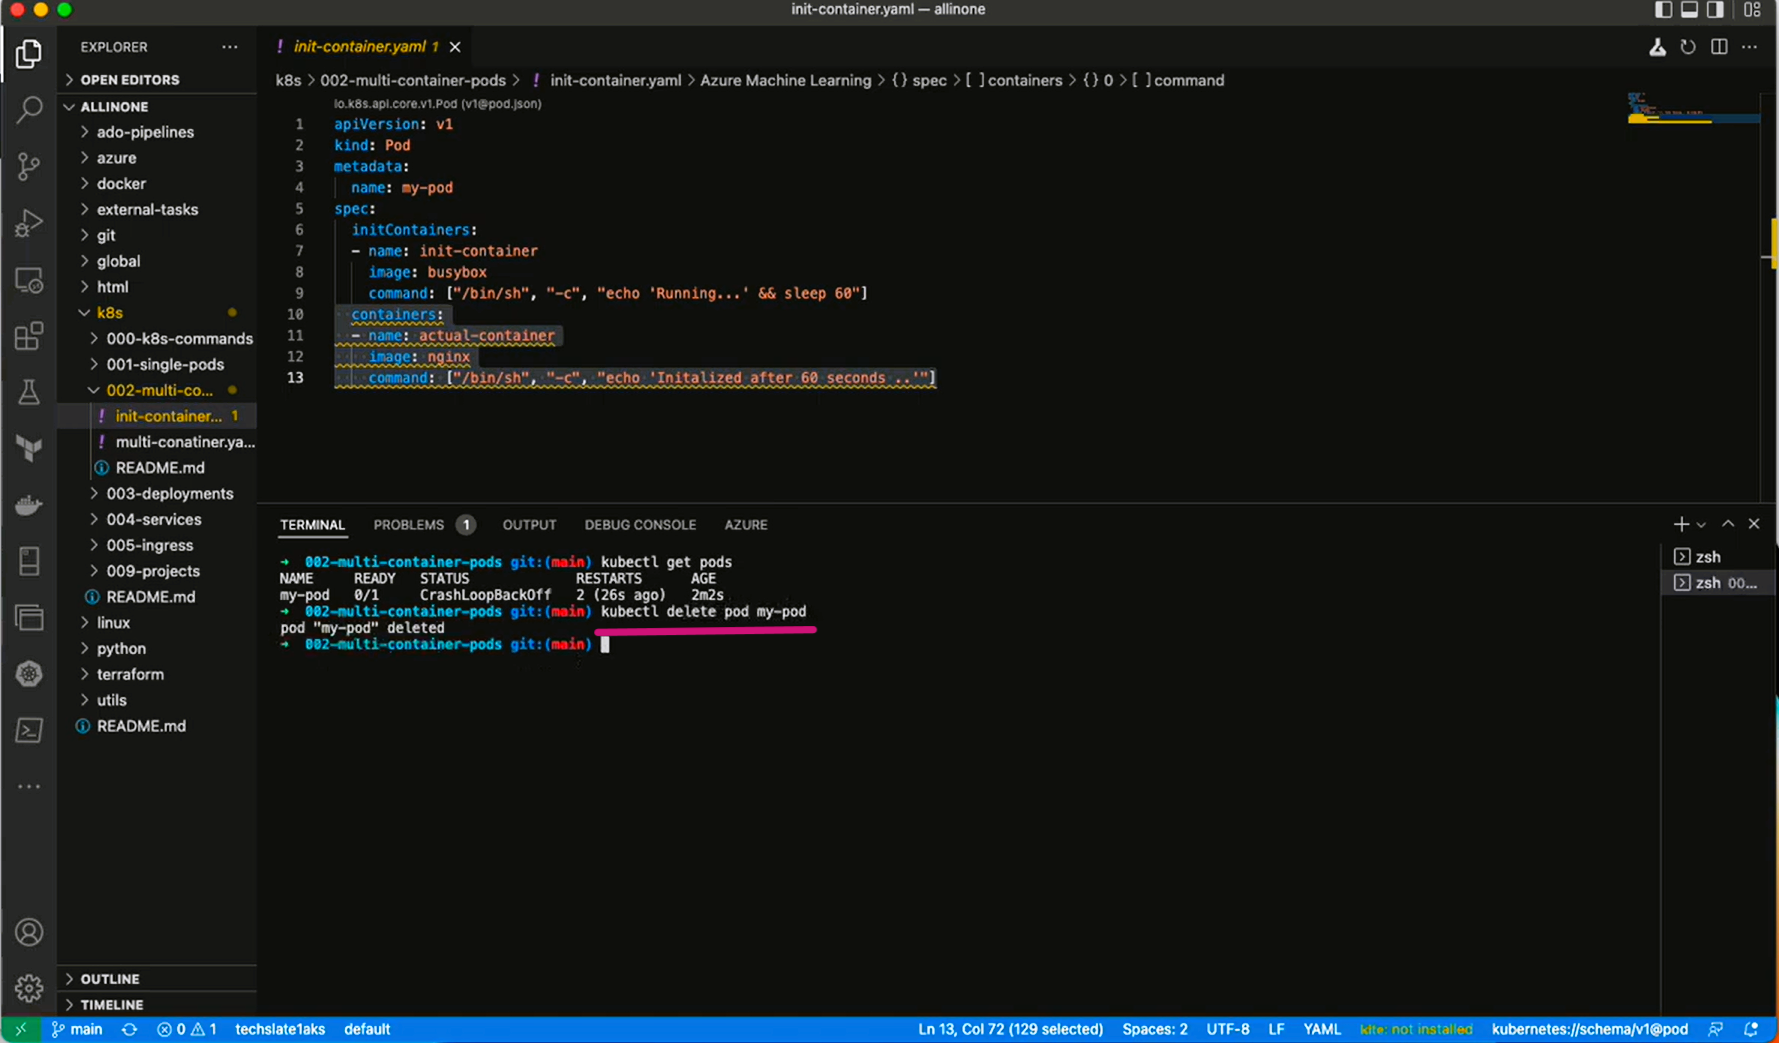 init-container.yaml — allinone
EXPLORER
OPEN EDITORS
ALLINONE
ado-pipelines
azure
docker
external-tasks
git
global
html
k8s
000-k8s-commands
001-single-pods
002-multi-co...
init-container... 1
multi-conatiner.ya...
README.md
003-deployments
004-services
005-ingress
009-projects
README.md
linux
python
terraform
utils
README.md
OUTLINE
TIMELINE
! init-container.yaml 1
k8s > 002-multi-container-pods > ! init-container.yaml > Azure Machine Learning > {} spec > [ ] containers > {} 0 > [ ] command
io.k8s.api.core.v1.Pod (v1@pod.json)
1 apiVersion: v1
2 kind: Pod
3 metadata:
4 name: my-pod
5 spec:
6 initContainers:
7 - name: init-container
8 image: busybox
9 command: ["/bin/sh", "-c", "echo 'Running...' && sleep 60"]
10 containers:
11 - name: actual-container
12 image: nginx
13 command: ["/bin/sh", "-c", "echo 'Initalized after 60 seconds ..'"]
TERMINAL PROBLEMS 1 OUTPUT DEBUG CONSOLE AZURE
➜ 002-multi-container-pods git:(main) kubectl get pods
NAME READY STATUS RESTARTS AGE
my-pod 0/1 CrashLoopBackOff 2 (26s ago) 2m2s
➜ 002-multi-container-pods git:(main) kubectl delete pod my-pod
pod "my-pod" deleted
➜ 002-multi-container-pods git:(main)
zsh
zsh 00...
main 0 1 techslate1aks default Ln 13, Col 72 (129 selected) Spaces: 2 UTF-8 LF YAML kite: not installed kubernetes://schema/v1@pod